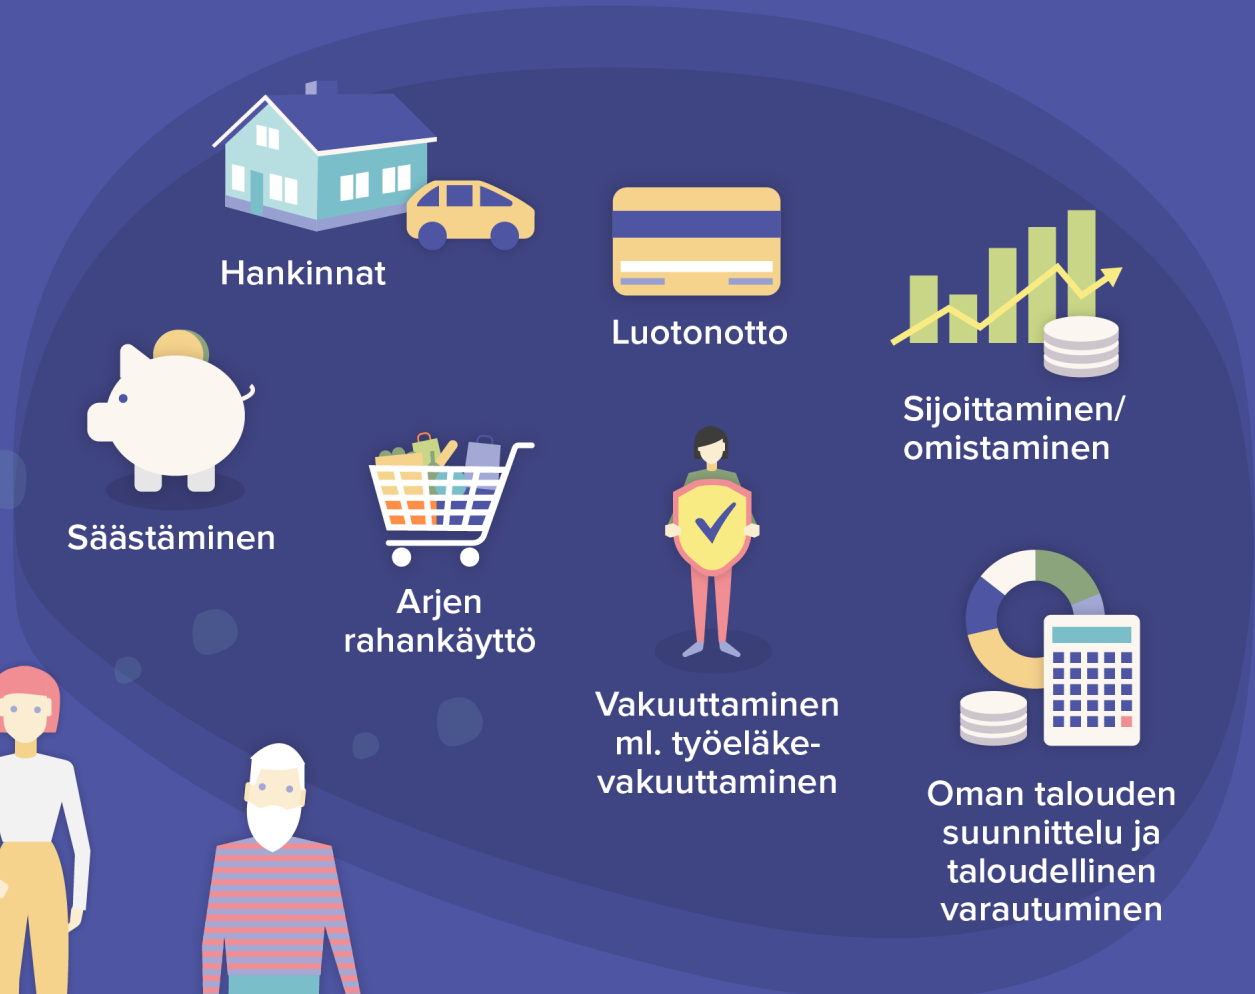 Hankinnat
Luotonotto
Sijoittaminen/
omistaminen
Säästäminen
Arjen
rahankäyttö
Vakuuttaminen
ml. työeläke-
vakuuttaminen
Oman talouden
suunnittelu ja
taloudellinen
varautuminen